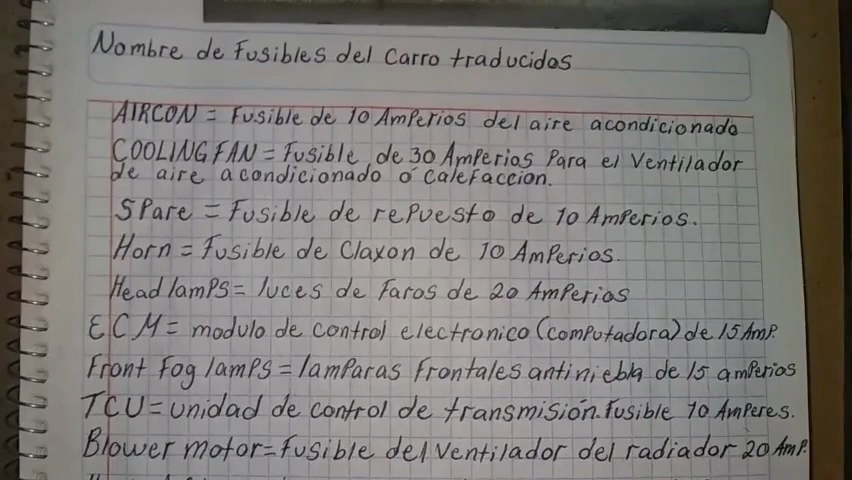 Nombre de Fusibles del Carro traducidos
AIRCON = Fusible de 10 Amperios del aire acondicionado
COOLING FAN = Fusible de 30 Amperios Para el Ventilador
de aire acondicionado o calefaccion.
Spare = Fusible de repuesto de 10 Amperios.
Horn = Fusible de Claxon de 10 Amperios.
Head lamps = luces de Faros de 20 Amperios
ECM = modulo de control electronico (computadora) de 15 Amp.
Front Fog lamps = lamparas Frontales antiniebla de 15 amperios
TCU = unidad de control de transmisión. Fusible 10 Amperes.
Blower motor = Fusible del Ventilador del radiador 20 Amp.